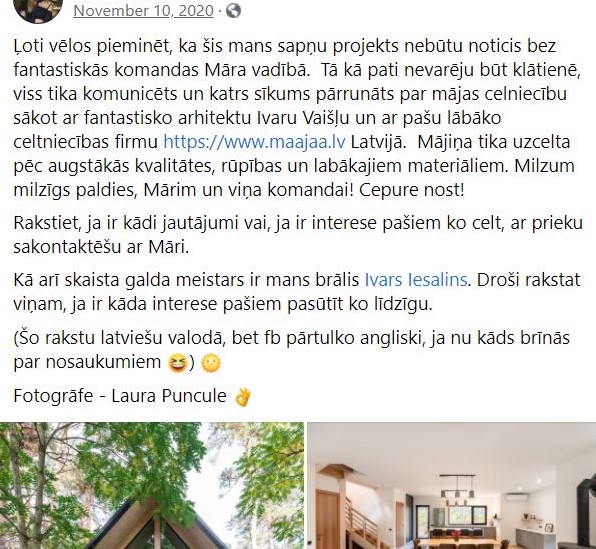 November 10, 2020 ·
Ļoti vēlos pieminēt, ka šis mans sapņu projekts nebūtu noticis bez
fantastiskās komandas Māra vadībā. Tā kā pati nevarēju būt klātienē,
viss tika komunicēts un katrs sīkums pārrunāts par mājas celniecību
sākot ar fantastisko arhitektu Ivaru Vaišļu un ar pašu lābāko
celtniecības firmu https://www.maajaa.lv Latvijā. Mājiņa tika uzcelta
pēc augstākās kvalitātes, rūpības un labākajiem materiāliem. Milzum
milzīgs paldies, Mārim un viņa komandai! Cepure nost!
Rakstiet, ja ir kādi jautājumi vai, ja ir interese pašiem ko celt, ar prieku
sakontaktēšu ar Māri.
Kā arī skaista galda meistars ir mans brālis Ivars Iesalins. Droši rakstat
viņam, ja ir kāda interese pašiem pasūtīt ko līdzīgu.
(Šo rakstu latviešu valodā, bet fb pārtulko angliski, ja nu kāds brīnās
par nosaukumiem 😆) 🌞
Fotogrāfe - Laura Puncule 👌